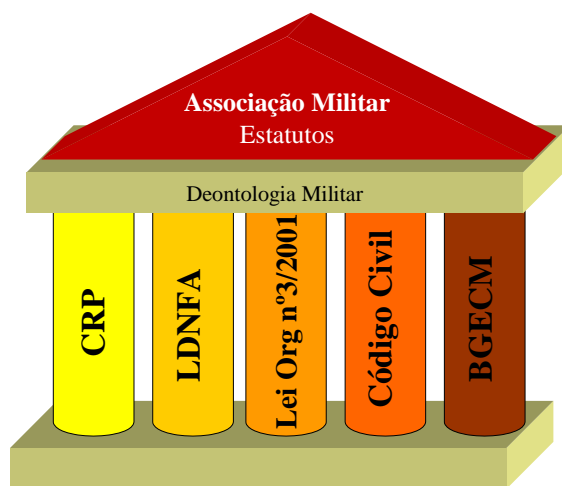 Associação Militar
Estatutos
Deontologia Militar
CRP
LDNFA
Lei Org nº3/2001
Código Civil
BGECM